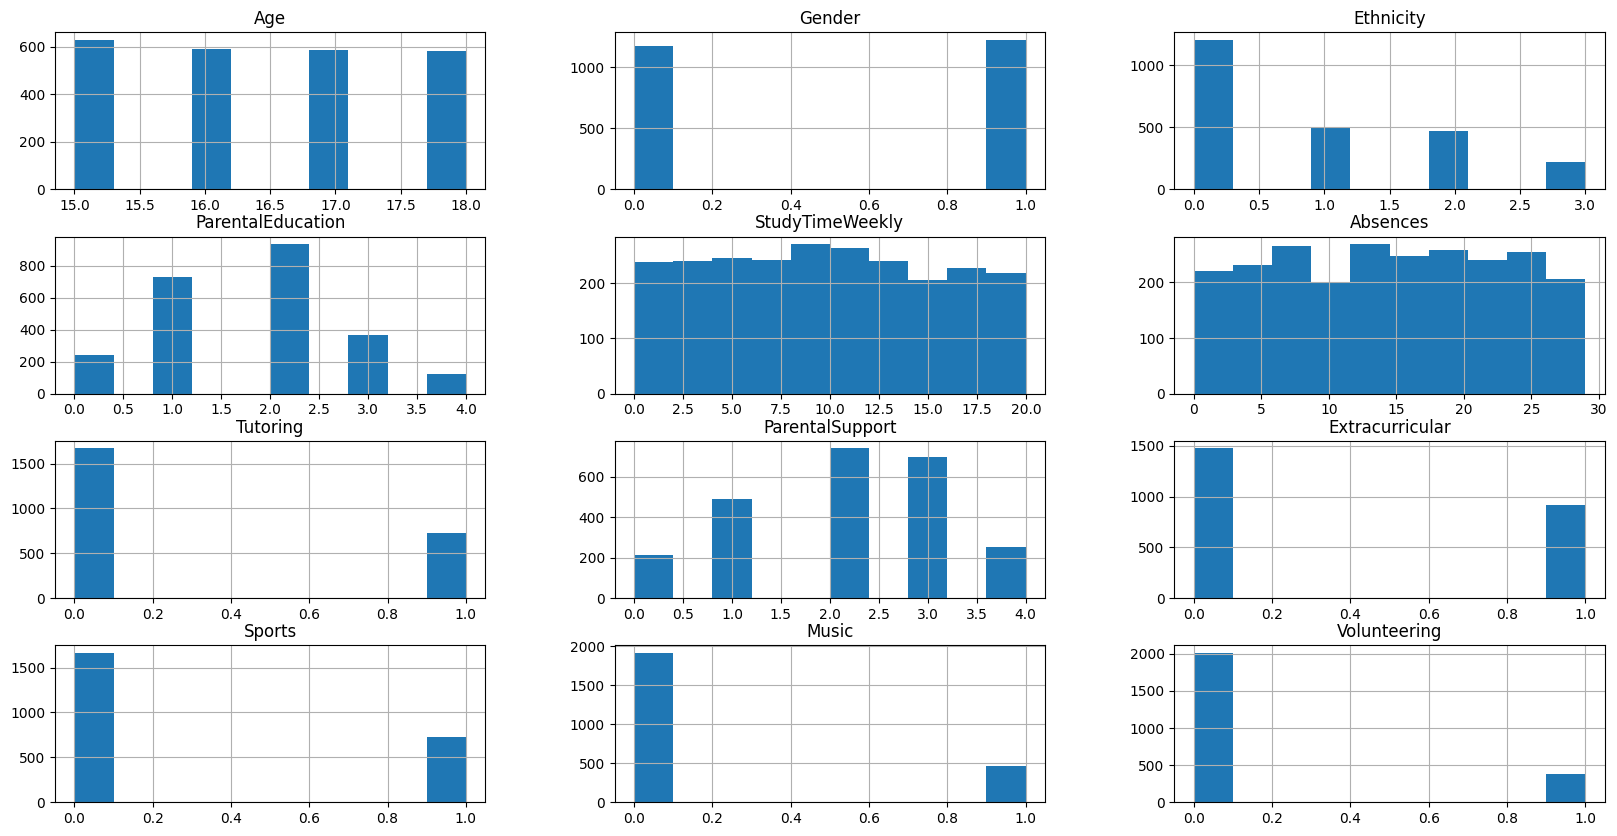 Age Gender Ethnicity
600
400
200
0
15.0 15.5 16.0 16.5 17.0 17.5 18.0
1000
500
0
0.0 0.2 0.4 0.6 0.8 1.0
1000
500
0
0.0 0.5 1.0 1.5 2.0 2.5 3.0
ParentalEducation StudyTimeWeekly Absences
800
600
400
200
0
0.0 0.5 1.0 1.5 2.0 2.5 3.0 3.5 4.0
200
100
0
0.0 2.5 5.0 7.5 10.0 12.5 15.0 17.5 20.0
200
100
0
0 5 10 15 20 25 30
Tutoring ParentalSupport Extracurricular
1500
1000
500
0
0.0 0.2 0.4 0.6 0.8 1.0
600
400
200
0
0.0 0.5 1.0 1.5 2.0 2.5 3.0 3.5 4.0
1500
1000
500
0
0.0 0.2 0.4 0.6 0.8 1.0
Sports Music Volunteering
1500
1000
500
0
0.0 0.2 0.4 0.6 0.8 1.0
2000
1500
1000
500
0
0.0 0.2 0.4 0.6 0.8 1.0
2000
1500
1000
500
0
0.0 0.2 0.4 0.6 0.8 1.0